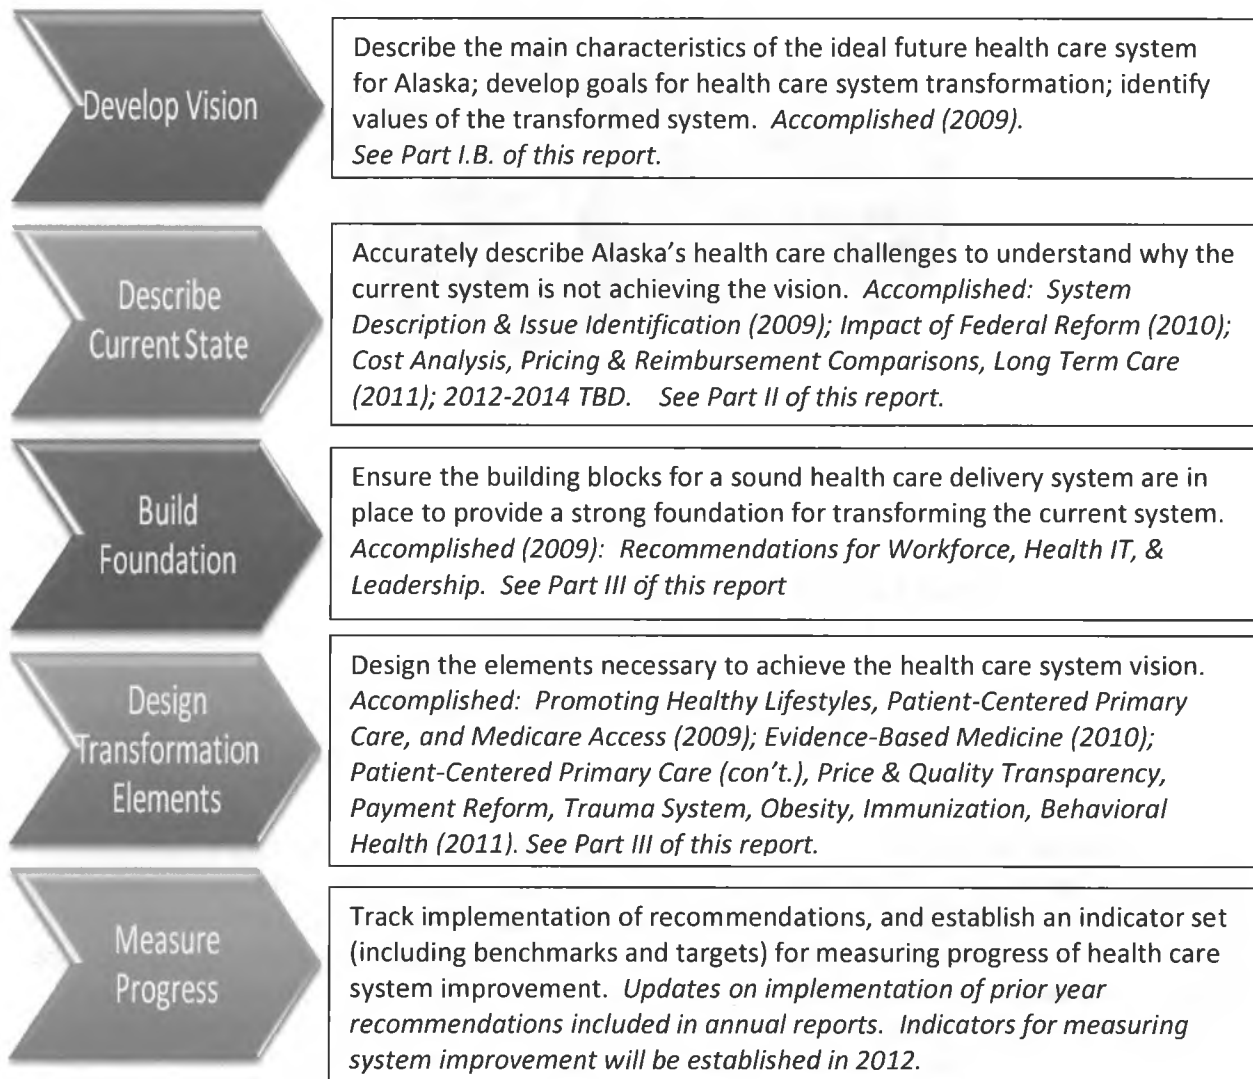 Develop Vision
Describe the main characteristics of the ideal future health care system
for Alaska; develop goals for health care system transformation; identify
values of the transformed system. Accomplished (2009).
See Part I.B. of this report.
Describe
Current State
Accurately describe Alaska's health care challenges to understand why the
current system is not achieving the vision. Accomplished: System
Description & Issue Identification (2009); Impact of Federal Reform (2010);
Cost Analysis, Pricing & Reimbursement Comparisons, Long Term Care
(2011); 2012-2014 TBD. See Part II of this report.
Build
Foundation
Ensure the building blocks for a sound health care delivery system are in
place to provide a strong foundation for transforming the current system.
Accomplished (2009): Recommendations for Workforce, Health IT, &
Leadership. See Part III of this report
Design
Transformation
Elements
Design the elements necessary to achieve the health care system vision.
Accomplished: Promoting Healthy Lifestyles, Patient-Centered Primary
Care, and Medicare Access (2009); Evidence-Based Medicine (2010);
Patient-Centered Primary Care (con't.), Price & Quality Transparency,
Payment Reform, Trauma System, Obesity, Immunization, Behavioral
Health (2011). See Part III of this report.
Measure
Progress
Track implementation of recommendations, and establish an indicator set
(including benchmarks and targets) for measuring progress of health care
system improvement. Updates on implementation of prior year
recommendations included in annual reports. Indicators for measuring
system improvement will be established in 2012.